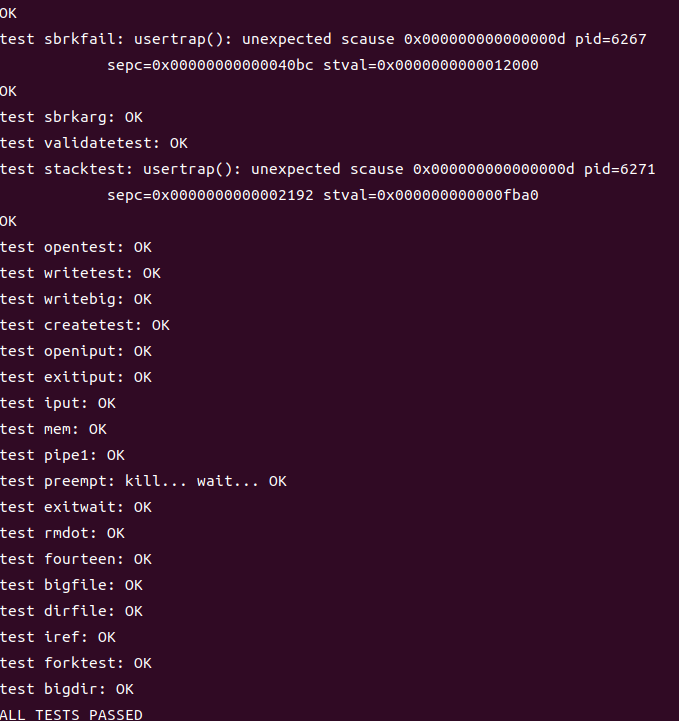 OK
test sbrkfail: usertrap(): unexpected scause 0x000000000000000d pid=6267
sepc=0x00000000000040bc stval=0x0000000000012000
OK
test sbrkarg: OK
test validatetest: OK
test stacktest: usertrap(): unexpected scause 0x000000000000000d pid=6271
sepc=0x0000000000002192 stval=0x000000000000fba0
OK
test opentest: OK
test writetest: OK
test writebig: OK
test createtest: OK
test openiput: OK
test exitiput: OK
test iput: OK
test mem: OK
test pipe1: OK
test preempt: kill... wait... OK
test exitwait: OK
test rmdot: OK
test fourteen: OK
test bigfile: OK
test dirfile: OK
test iref: OK
test forktest: OK
test bigdir: OK
ALL TESTS PASSED